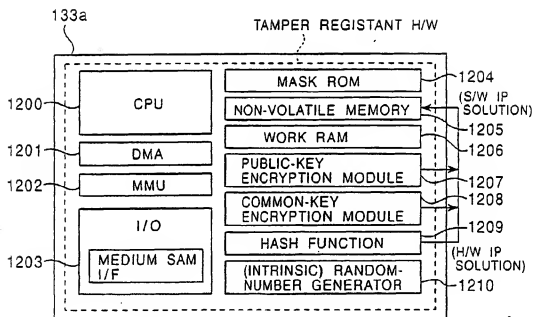 133a
TAMPER REGISTANT H/W
1200
CPU
1201
DMA
1202
MMU
1203
I/O
MEDIUM SAM
I/F
MASK ROM
1204
(S/W IP
SOLUTION)
NON-VOLATILE MEMORY
1205
WORK RAM
1206
PUBLIC-KEY
ENCRYPTION MODULE
1207
COMMON-KEY
ENCRYPTION MODULE
1208
HASH FUNCTION
1209
(H/W IP
SOLUTION)
(INTRINSIC) RANDOM-
NUMBER GENERATOR
1210